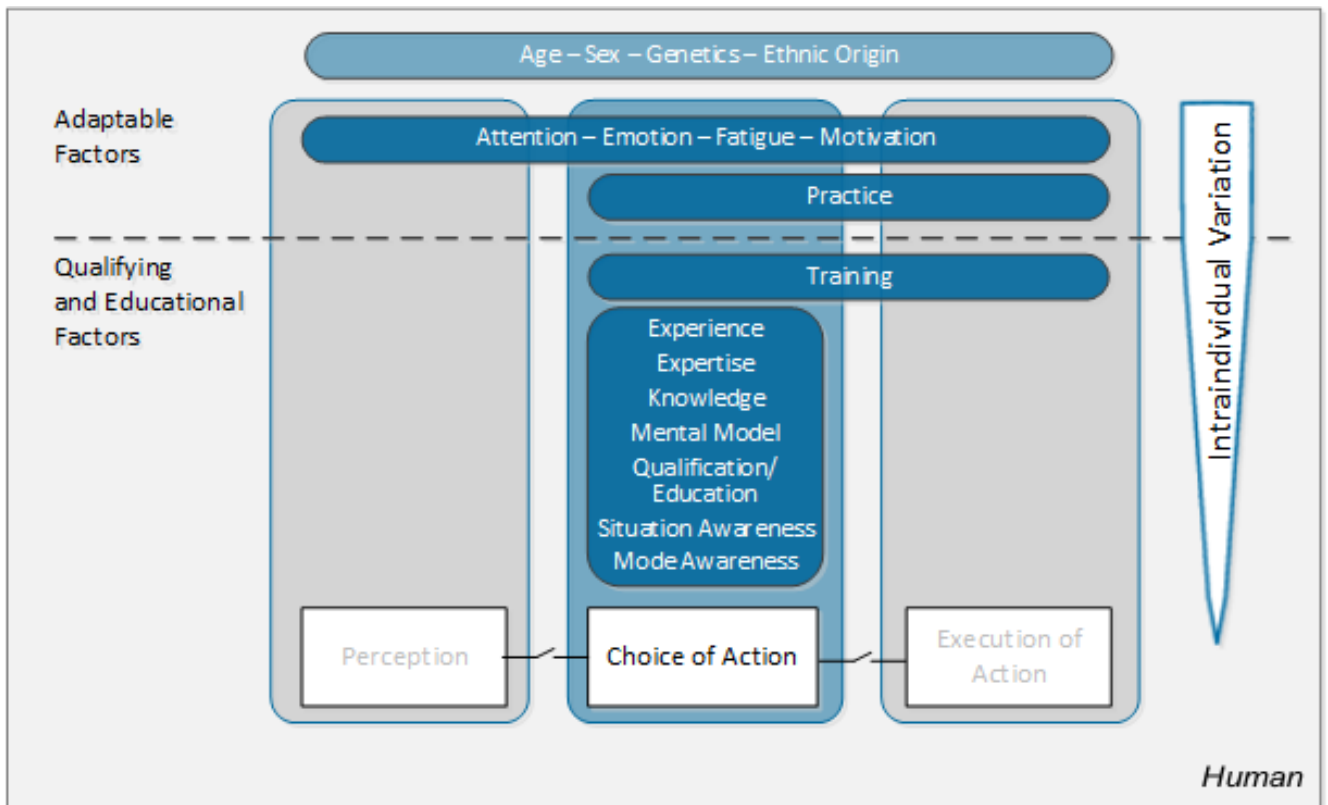 Age – Sex – Genetics – Ethnic Origin
Adaptable
Factors
Attention – Emotion – Fatigue – Motivation
Practice
Qualifying
and Educational
Factors
Training
Experience
Expertise
Knowledge
Mental Model
Qualification/
Education
Situation Awareness
Mode Awareness
Intraindividual Variation
Perception
Choice of Action
Execution of
Action
Human